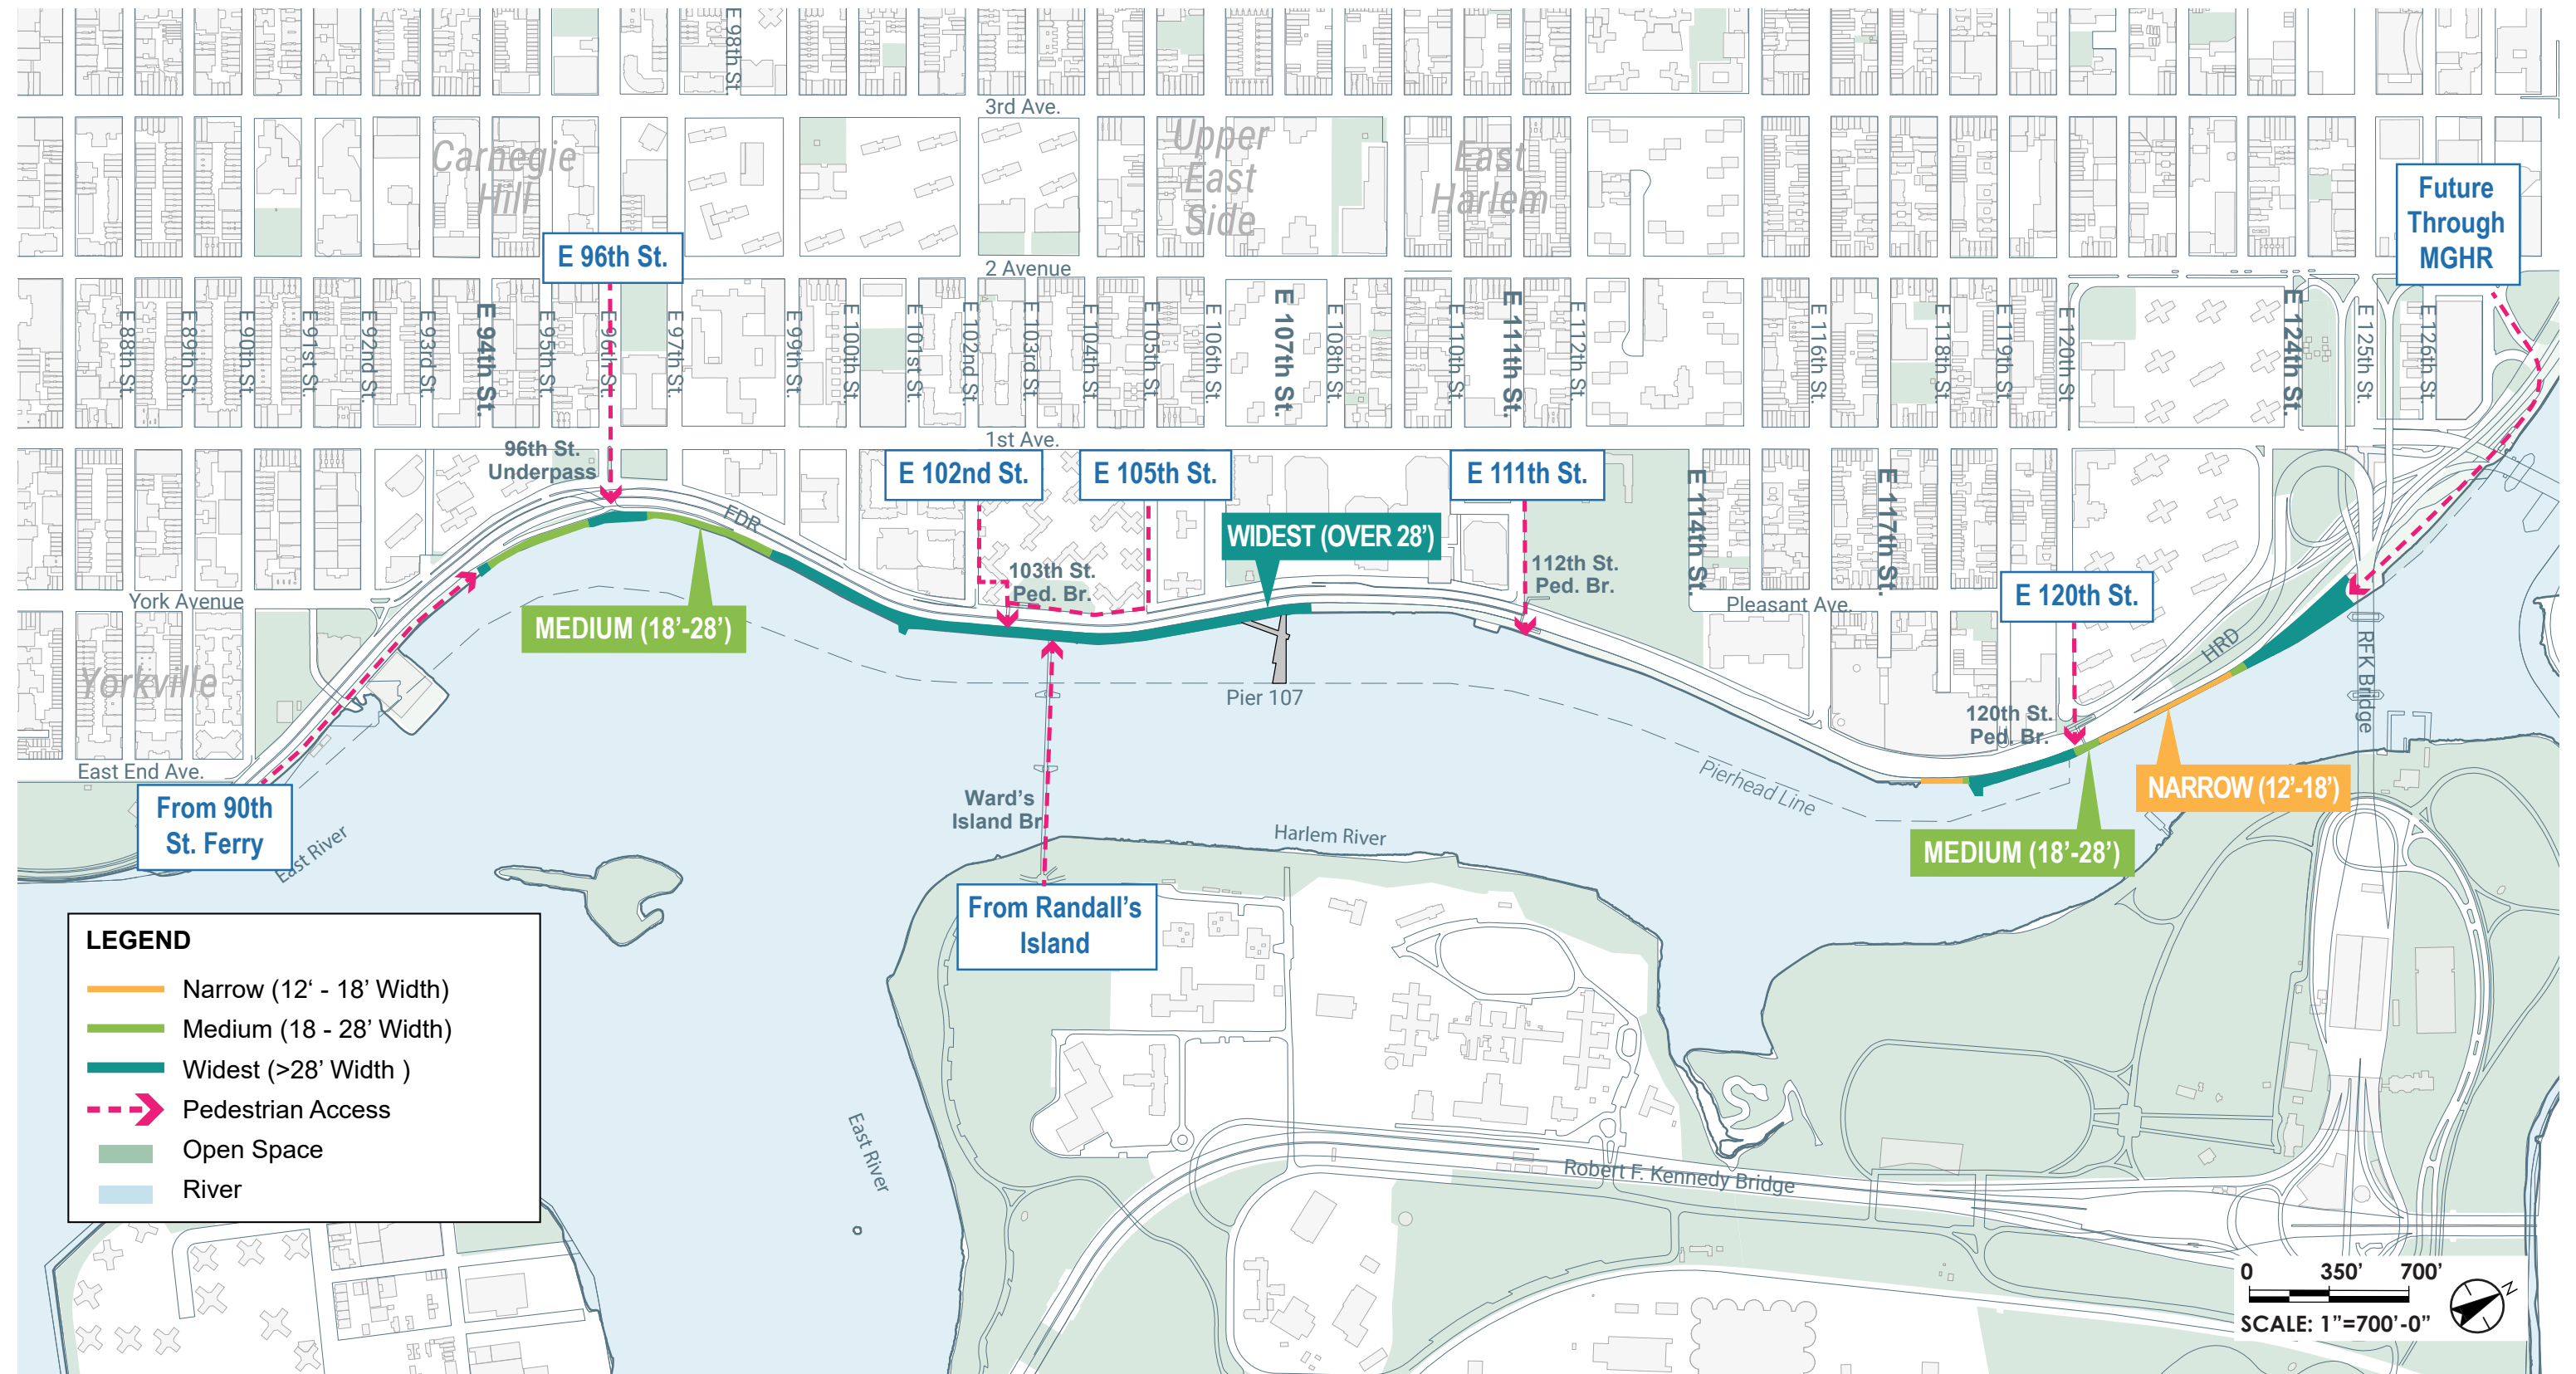 E 98th St.
3rd Ave.
Carnegie
Hill
Upper
East
Side
East
Harlem
Future
Through
MGHR
E 96th St.
2 Avenue
E 88th St.
E 89th St.
E 90th St.
E 91st St.
E 92nd St.
E 93rd St.
E 94th St.
E 95th St.
E 96th St.
E 97th St.
E 99th St.
E 100th St.
E 101st St.
E 102nd St.
E 103rd St.
E 104th St.
E 105th St.
E 106th St.
E 107th St.
E 108th St.
E 110th St.
E 111th St.
E 112th St.
E 116th St.
E 118th St.
E 119th St.
E 120th St
E 124th St.
E 125th St.
E 126th St.
1st Ave.
96th St.
Underpass
E 102nd St.
E 105th St.
E 111th St.
E 114th St.
E 117th St.
FDR
WIDEST (OVER 28’)
103th St.
Ped. Br.
112th St.
Ped. Br.
E 120th St.
York Avenue
Pleasant Ave.
MEDIUM (18’-28’)
HRD
RFK Bridge
Yorkville
Pier 107
120th St.
Ped. Br.
East End Ave.
Pierhead Line
NARROW (12’-18’)
From 90th
St. Ferry
Ward’s
Island Br
East River
Harlem River
MEDIUM (18’-28’)
From Randall’s
Island
LEGEND
Narrow (12‘ - 18’ Width)
Medium (18 - 28’ Width)
Widest (>28’ Width )
Pedestrian Access
Open Space
River
East River
Robert F. Kennedy Bridge
0 350’ 700’
N
SCALE: 1”=700’-0”